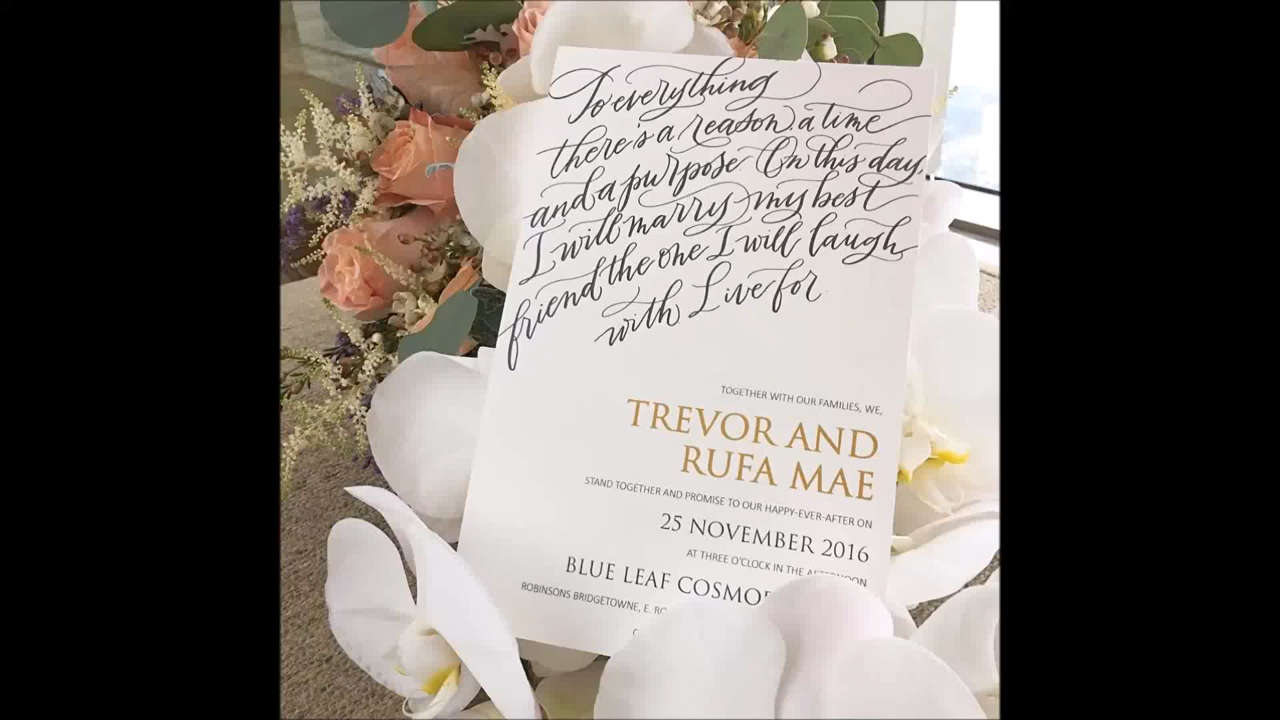 To everything
there's a reason. a time
and a purpose. On this day,
I will marry my best
friend the one I will laugh
with Live for
TOGETHER WITH OUR FAMILIES, WE,
TREVOR AND
RUFA MAE
STAND TOGETHER AND PROMISE TO OUR HAPPY-EVER-AFTER ON
25 NOVEMBER 2016
AT THREE O'CLOCK IN THE AFTERNOON
BLUE LEAF
ROBINSONS BRIDGETOWNE, E.